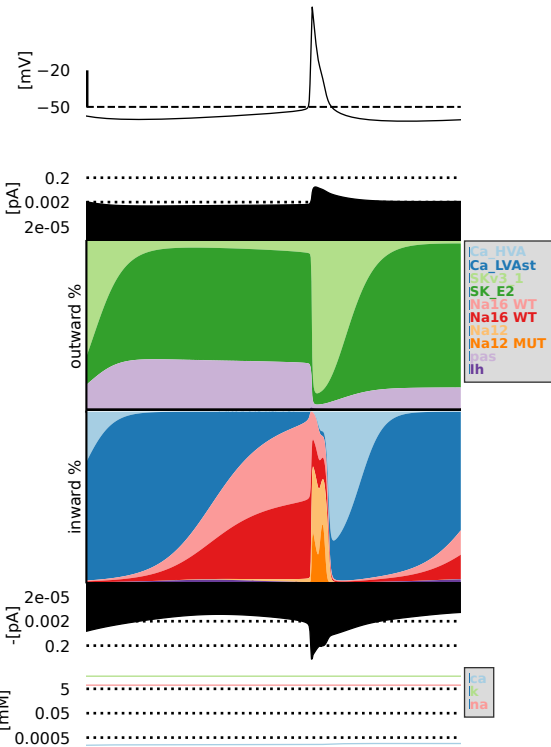 [mV]
−20
−50
[pA]
0.2
0.002
2e-05
outward %
Ca_HVA
Ca_LVAst
SKv3_1
SK_E2
Na16 WT
Na16 WT
Na12
Na12 MUT
pas
Ih
inward %
-[pA]
2e-05
0.002
0.2
[mM]
5
0.05
0.0005
ca
k
na